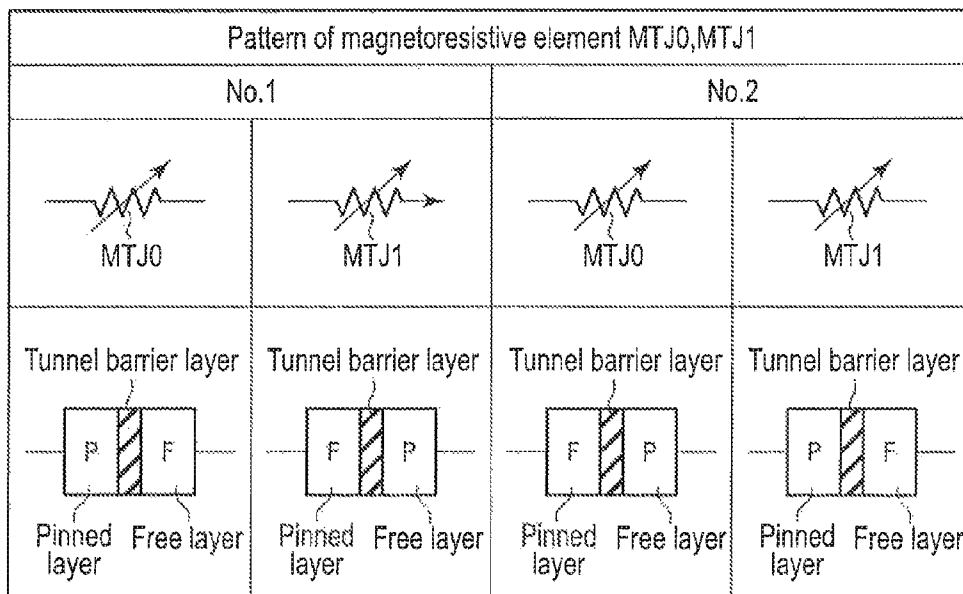 Pattern of magnetoresistive element MTJ0,MTJ1
No.1 No.2
MTJ0 MTJ1 MTJ0 MTJ1
Tunnel barrier layer Tunnel barrier layer Tunnel barrier layer Tunnel barrier layer
P F F P F P P F
Pinned layer Free layer Pinned layer Free layer Pinned layer Free layer Pinned layer Free layer